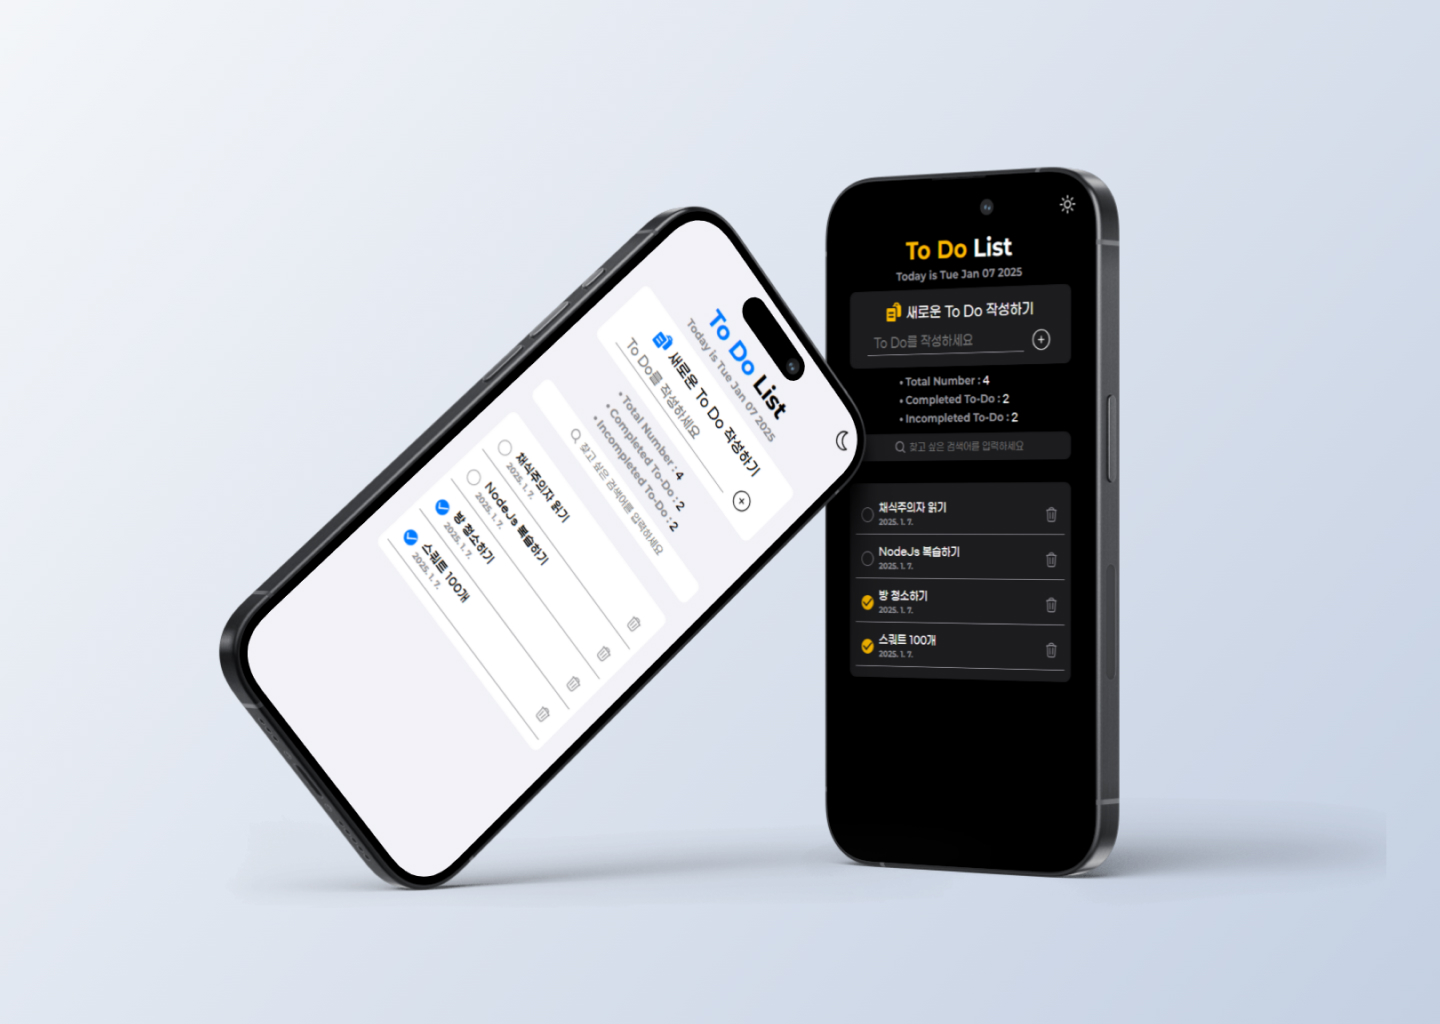 To Do List
Today is Tue Jan 07 2025
새로운 To Do 작성하기
To Do를 작성하세요
• Total Number : 4
• Completed To-Do : 2
• Incompleted To-Do : 2
찾고 싶은 검색어를 입력하세요
채식주의자 읽기
2025. 1. 7.
NodeJs 복습하기
2025. 1. 7.
방 청소하기
2025. 1. 7.
스쿼트 100개
2025. 1. 7.
To Do List
Today is Tue Jan 07 2025
새로운 To Do 작성하기
To Do를 작성하세요
• Total Number : 4
• Completed To-Do : 2
• Incompleted To-Do : 2
찾고 싶은 검색어를 입력하세요
채식주의자 읽기
2025. 1. 7.
NodeJs 복습하기
2025. 1. 7.
방 청소하기
2025. 1. 7.
스쿼트 100개
2025. 1. 7.